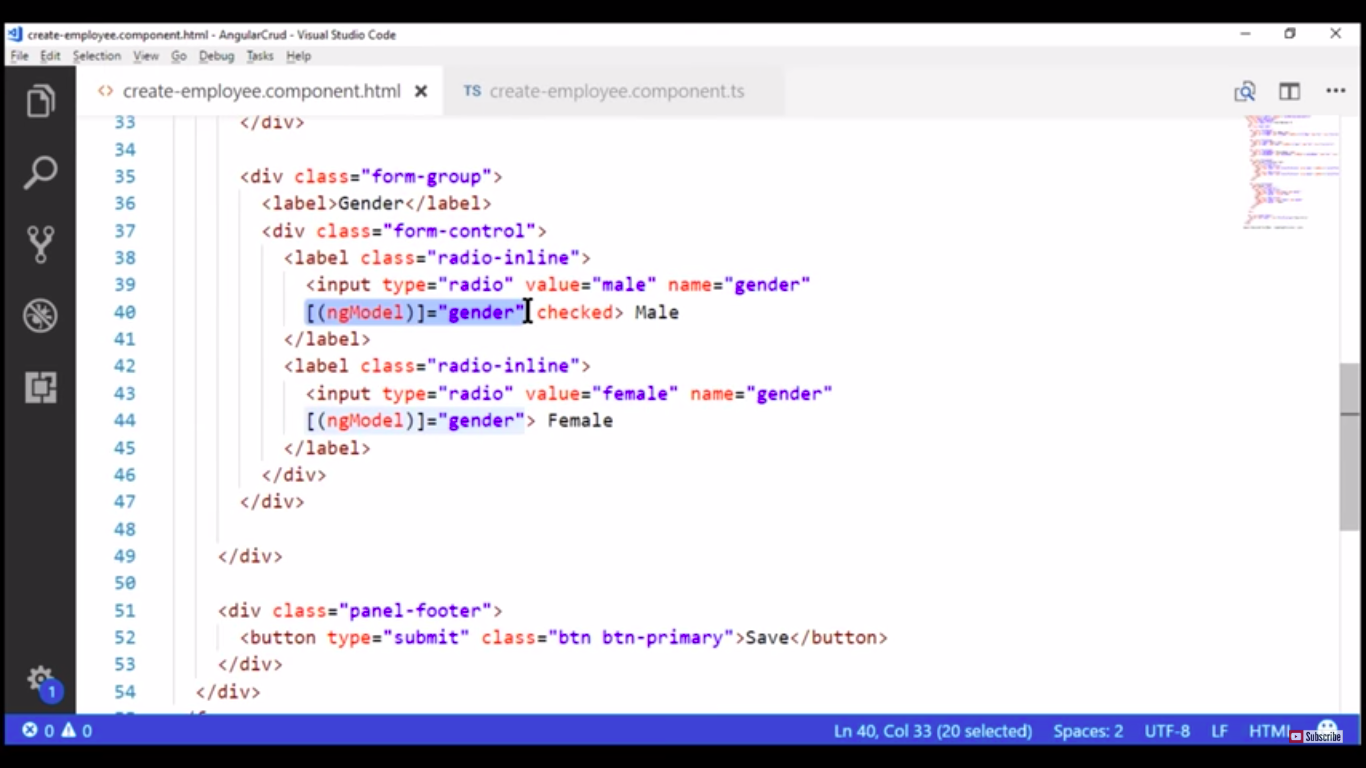 create-employee.component.html - AngularCrud - Visual Studio Code
File Edit Selection View Go Debug Tasks Help
<> create-employee.component.html × TS create-employee.component.ts
33 </div>
34
35 <div class="form-group">
36 <label>Gender</label>
37 <div class="form-control">
38 <label class="radio-inline">
39 <input type="radio" value="male" name="gender"
40 [(ngModel)]="gender" checked> Male
41 </label>
42 <label class="radio-inline">
43 <input type="radio" value="female" name="gender"
44 [(ngModel)]="gender"> Female
45 </label>
46 </div>
47 </div>
48
49 </div>
50
51 <div class="panel-footer">
52 <button type="submit" class="btn btn-primary">Save</button>
53 </div>
54 </div>
1
0 0 Ln 40, Col 33 (20 selected) Spaces: 2 UTF-8 LF HTML
Subscribe